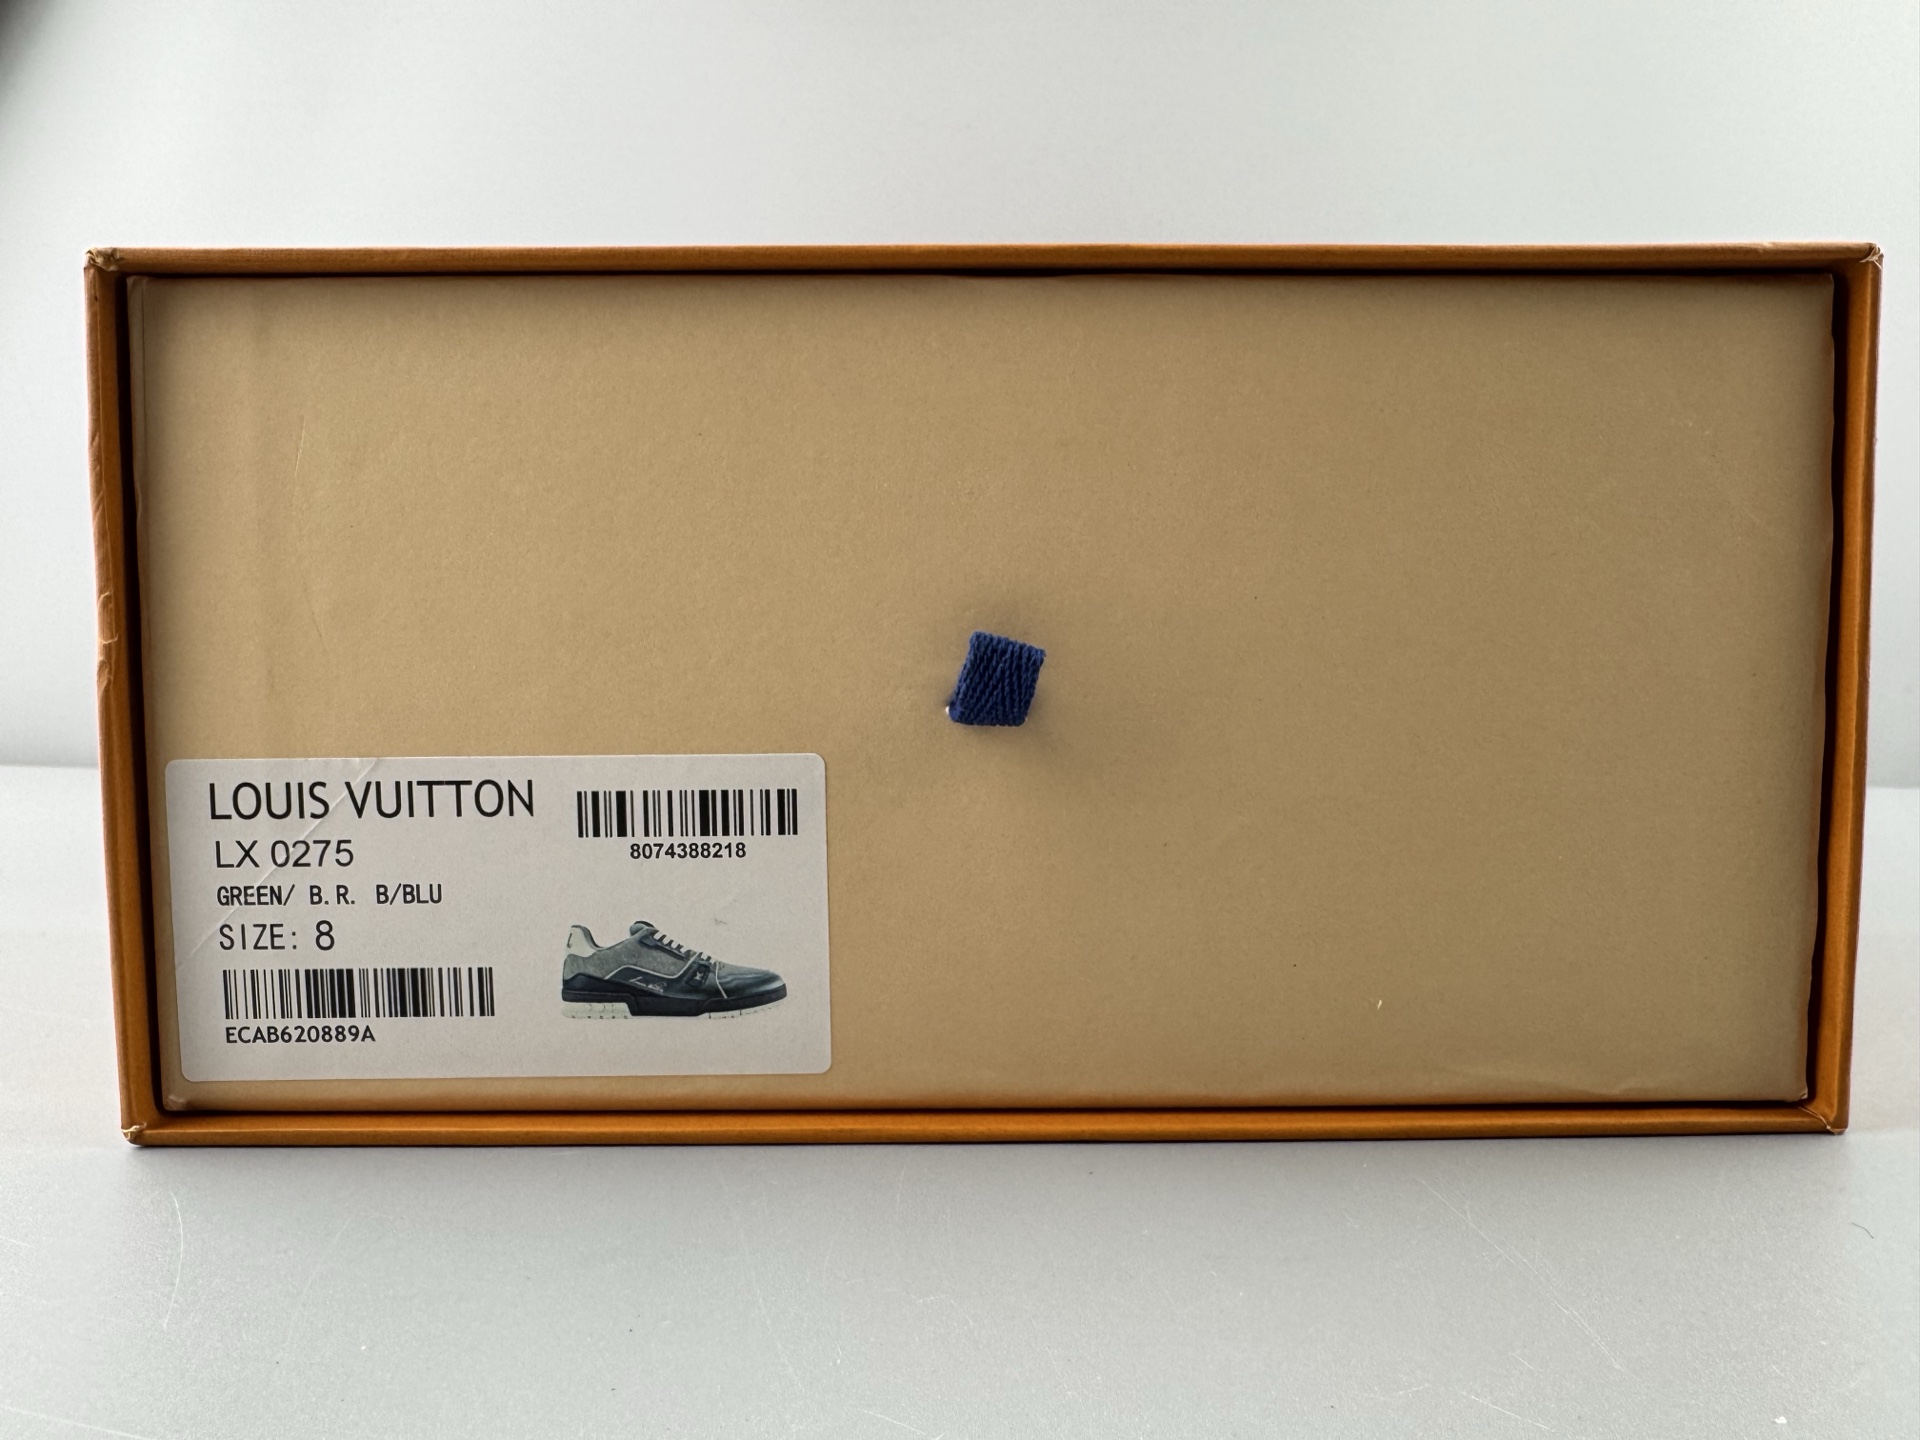 LOUIS VUITTON
8074388218
LX 0275
GREEN/ B.R. B/BLU
SIZE: 8
ECAB620889A